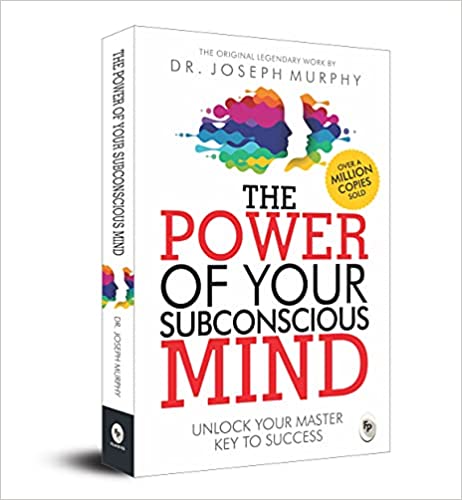 THE ORIGINAL LEGENDARY WORK BY
DR. JOSEPH MURPHY
OVER A
MILLION
COPIES
SOLD
THE
POWER
OF YOUR
SUBCONSCIOUS
MIND
UNLOCK YOUR MASTER
KEY TO SUCCESS
FP
THE POWER OF YOUR SUBCONSCIOUS MIND
DR. JOSEPH MURPHY